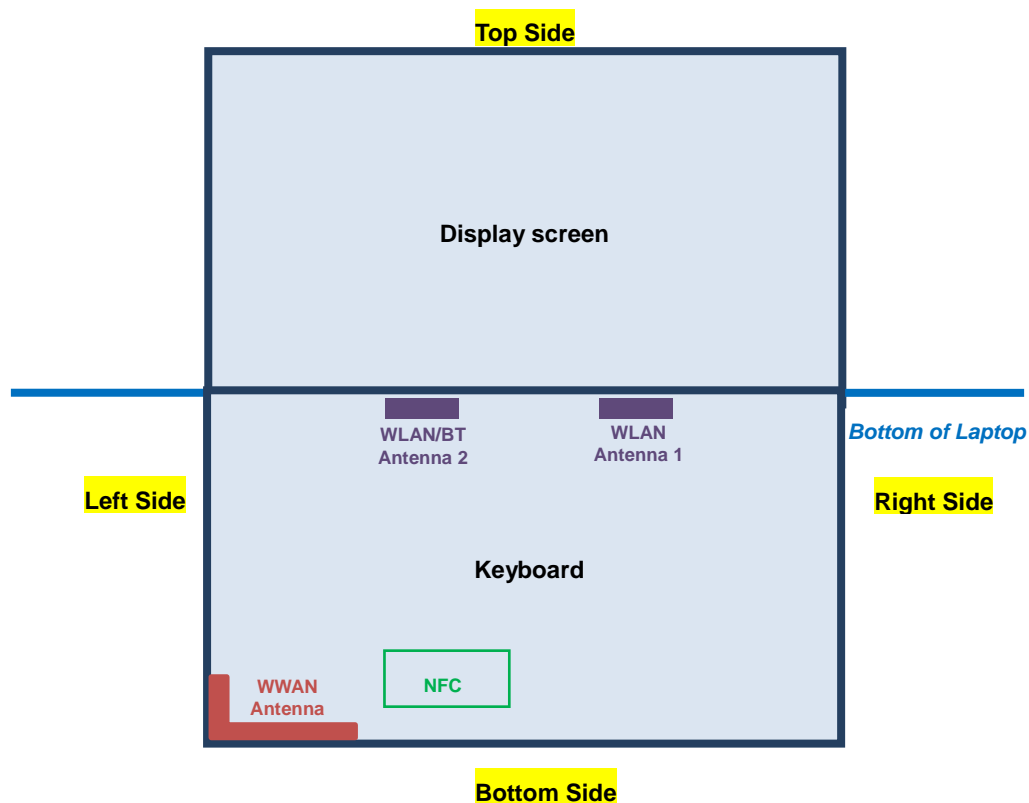 Top Side
Display screen
WLAN/BT
Antenna 2
WLAN
Antenna 1
Bottom of Laptop
Left Side
Right Side
Keyboard
WWAN
Antenna
NFC
Bottom Side